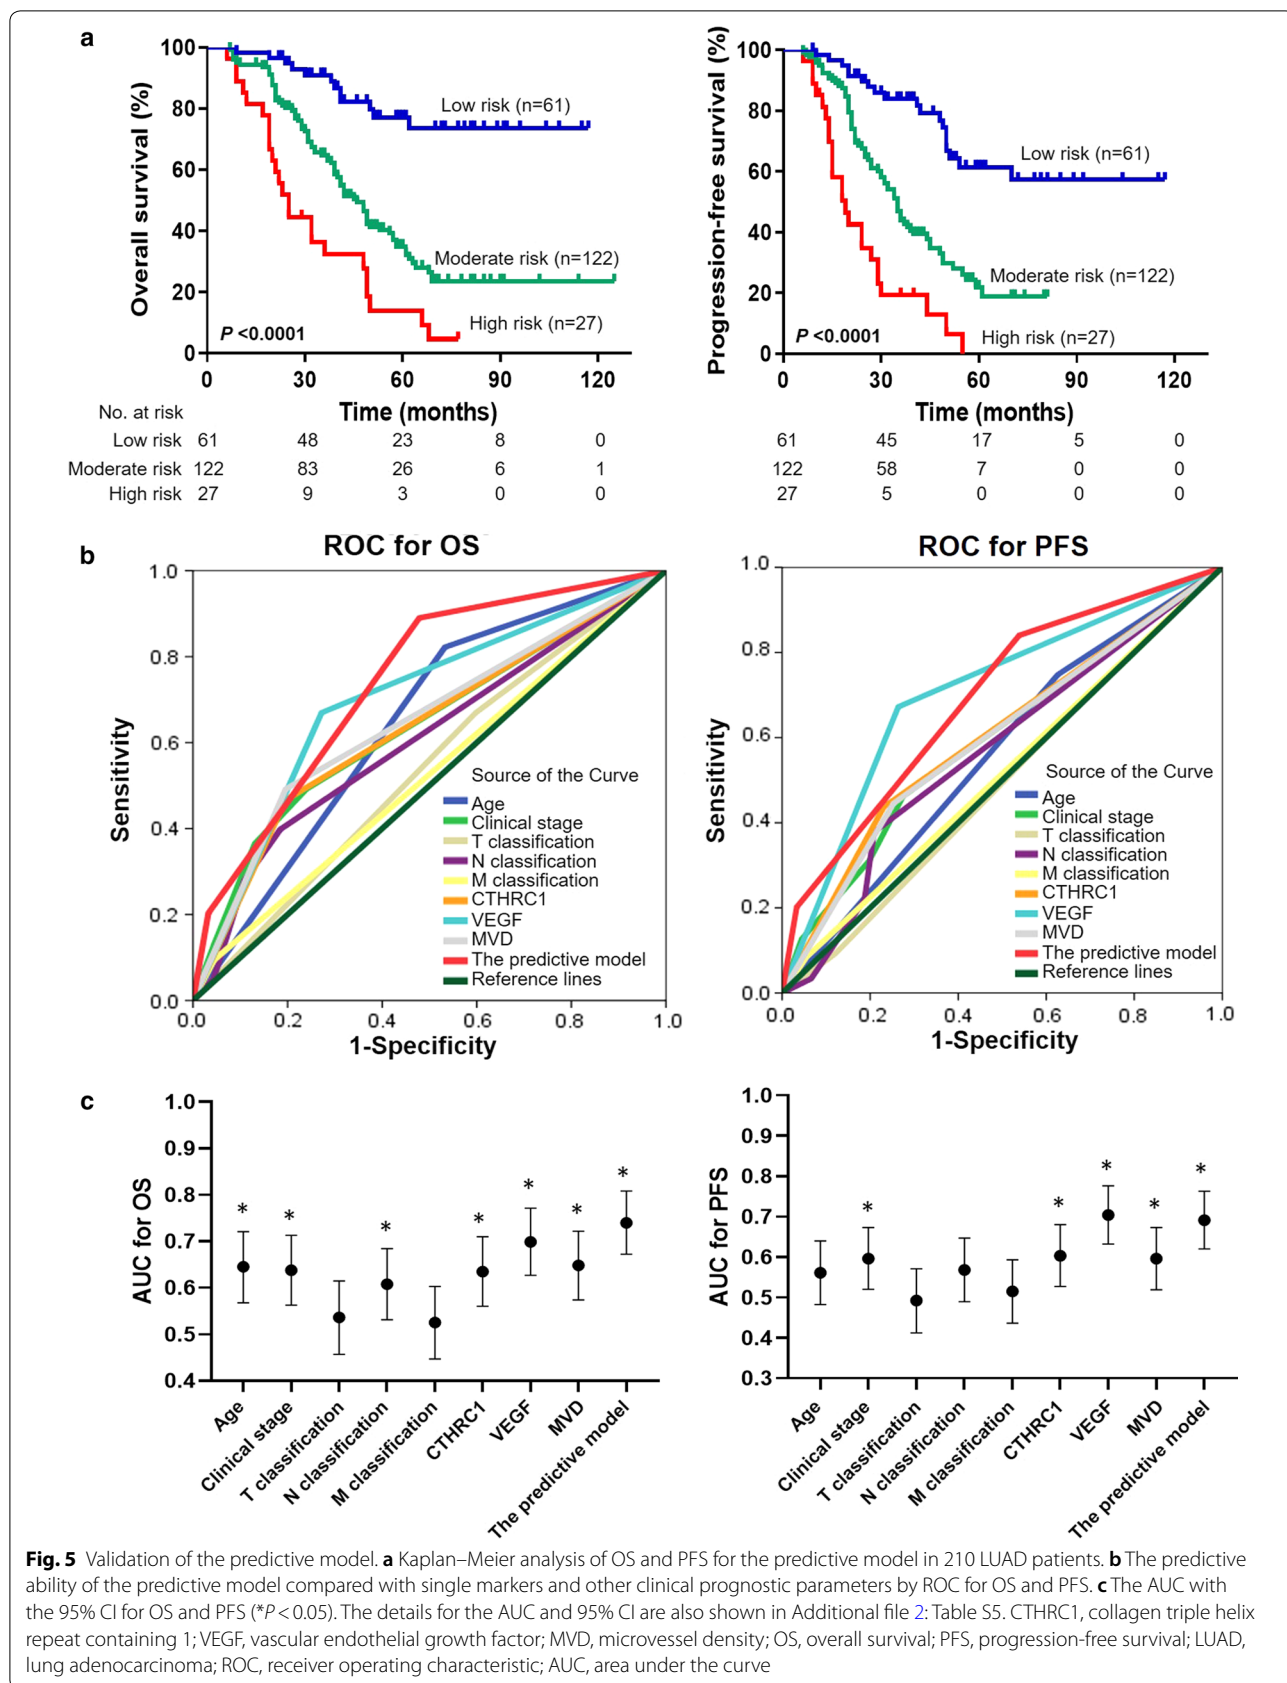 a
Overall survival (%)
100
80
60
40
20
0
Low risk (n=61)
Moderate risk (n=122)
High risk (n=27)
P <0.0001
0 30 60 90 120
Time (months)
No. at risk
Low risk 61 48 23 8 0
Moderate risk 122 83 26 6 1
High risk 27 9 3 0 0
Progression-free survival (%)
100
80
60
40
20
0
Low risk (n=61)
Moderate risk (n=122)
High risk (n=27)
P <0.0001
0 30 60 90 120
Time (months)
61 45 17 5 0
122 58 7 0 0
27 5 0 0 0
b
ROC for OS
Sensitivity
1.0
0.8
0.6
0.4
0.2
0.0
Source of the Curve
Age
Clinical stage
T classification
N classification
M classification
CTHRC1
VEGF
MVD
The predictive model
Reference lines
0.0 0.2 0.4 0.6 0.8 1.0
1-Specificity
ROC for PFS
Sensitivity
1.0
0.8
0.6
0.4
0.2
0.0
Source of the Curve
Age
Clinical stage
T classification
N classification
M classification
CTHRC1
VEGF
MVD
The predictive model
Reference lines
0.0 0.2 0.4 0.6 0.8 1.0
1-Specificity
c
AUC for OS
1.0
0.9
0.8
0.7
0.6
0.5
0.4
* * * * * * *
Age
Clinical stage
T classification
N classification
M classification
CTHRC1
VEGF
MVD
The predictive model
AUC for PFS
1.0
0.9
0.8
0.7
0.6
0.5
0.4
0.3
* * * * *
Age
Clinical stage
T classification
N classification
M classification
CTHRC1
VEGF
MVD
The predictive model
Fig. 5 Validation of the predictive model. a Kaplan–Meier analysis of OS and PFS for the predictive model in 210 LUAD patients. b The predictive
ability of the predictive model compared with single markers and other clinical prognostic parameters by ROC for OS and PFS. c The AUC with
the 95% CI for OS and PFS (*P < 0.05). The details for the AUC and 95% CI are also shown in Additional file 2: Table S5. CTHRC1, collagen triple helix
repeat containing 1; VEGF, vascular endothelial growth factor; MVD, microvessel density; OS, overall survival; PFS, progression-free survival; LUAD,
lung adenocarcinoma; ROC, receiver operating characteristic; AUC, area under the curve